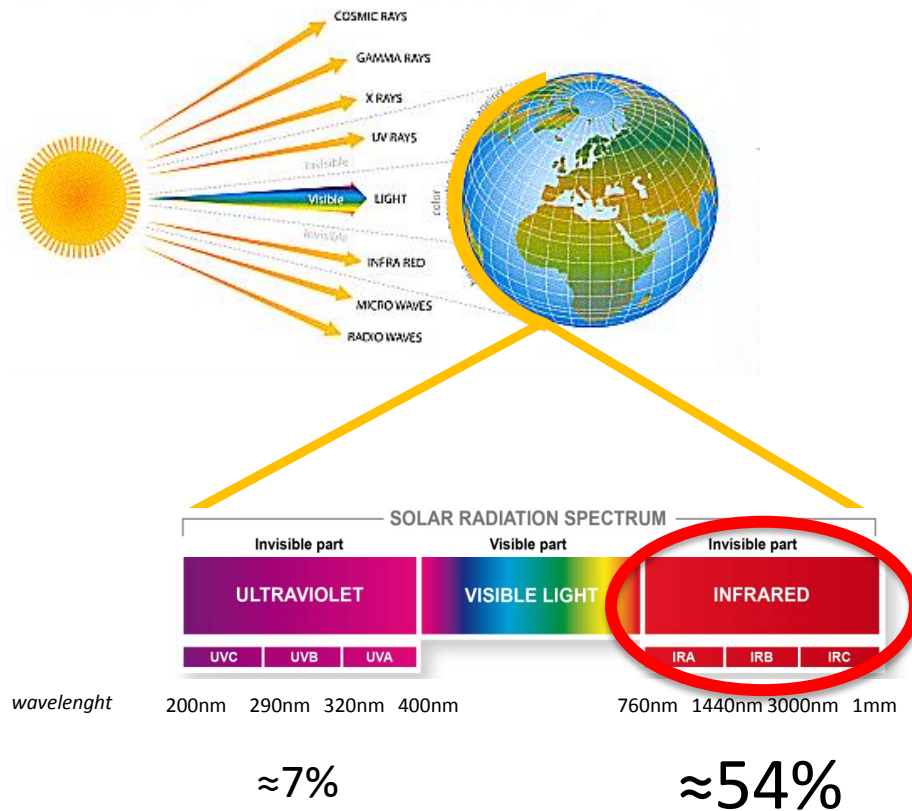 COSMIC RAYS
GAMMA RAYS
X RAYS
UV RAYS
Invisible
Visible
LIGHT
color
Invisible
INFRA RED
MICRO WAVES
RADIO WAVES
SOLAR RADIATION SPECTRUM
Invisible part Visible part Invisible part
ULTRAVIOLET VISIBLE LIGHT INFRARED
UVC UVB UVA IRA IRB IRC
wavelenght 200nm 290nm 320nm 400nm 760nm 1440nm 3000nm 1mm
≈7% ≈54%